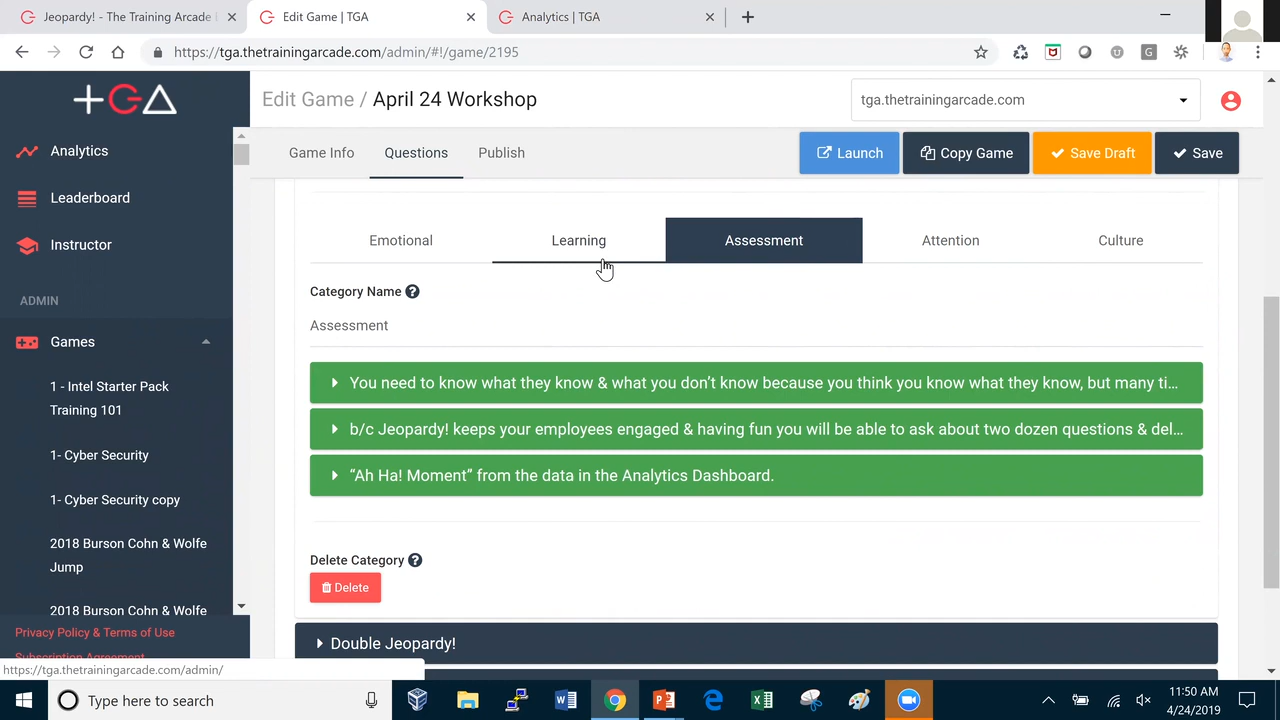 Jeopardy! - The Training Arcade
Edit Game | TGA
Analytics | TGA
https://tga.thetrainingarcade.com/admin/#!/game/2195
+GA
Edit Game / April 24 Workshop
tga.thetrainingarcade.com
Analytics
Leaderboard
Instructor
ADMIN
Games
1 - Intel Starter Pack
Training 101
1- Cyber Security
1- Cyber Security copy
2018 Burson Cohn & Wolfe
Jump
2018 Burson Cohn & Wolfe
Privacy Policy & Terms of Use
Subscription Agreement
Game Info
Questions
Publish
Launch
Copy Game
Save Draft
Save
Emotional
Learning
Assessment
Attention
Culture
Category Name
Assessment
You need to know what they know & what you don't know because you think you know what they know, but many ti...
b/c Jeopardy! keeps your employees engaged & having fun you will be able to ask about two dozen questions & del...
“Ah Ha! Moment” from the data in the Analytics Dashboard.
Delete Category
Delete
Double Jeopardy!
https://tga.thetrainingarcade.com/admin/
Type here to search
11:50 AM
4/24/2019